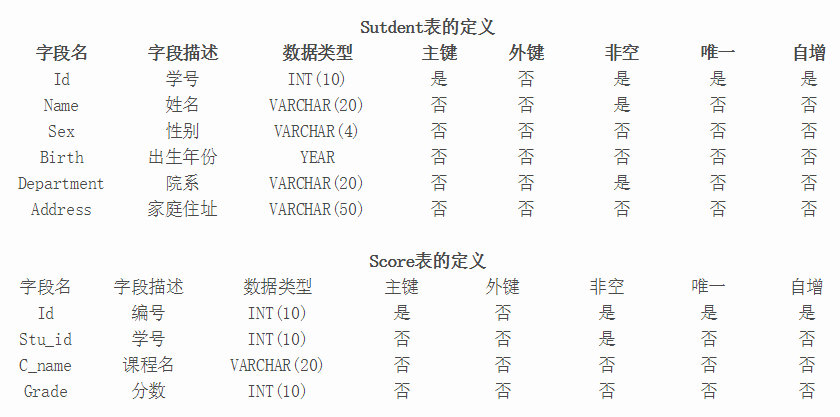 Sutdent表的定义
字段名 字段描述 数据类型 主键 外键 非空 唯一 自增
Id 学号 INT(10) 是 否 是 是 是
Name 姓名 VARCHAR(20) 否 否 是 否 否
Sex 性别 VARCHAR(4) 否 否 否 否 否
Birth 出生年份 YEAR 否 否 否 否 否
Department 院系 VARCHAR(20) 否 否 是 否 否
Address 家庭住址 VARCHAR(50) 否 否 否 否 否
Score表的定义
字段名 字段描述 数据类型 主键 外键 非空 唯一 自增
Id 编号 INT(10) 是 否 是 是 是
Stu_id 学号 INT(10) 否 否 是 否 否
C_name 课程名 VARCHAR(20) 否 否 否 否 否
Grade 分数 INT(10) 否 否 否 否 否